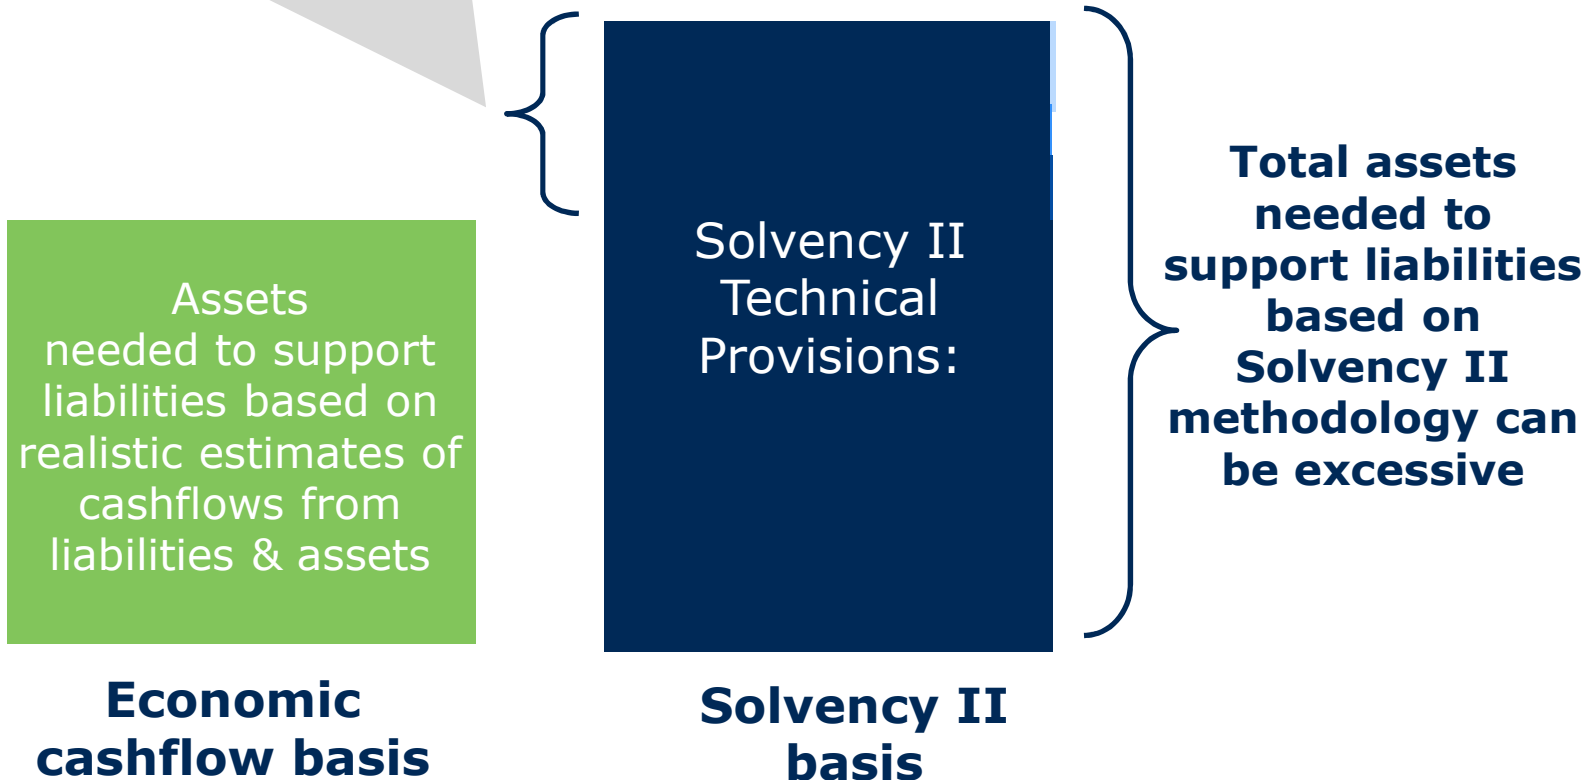 Assets
needed to support
liabilities based on
realistic estimates of
cashflows from
liabilities & assets
Economic
cashflow basis
Solvency II
Technical
Provisions:
Solvency II
basis
Total assets
needed to
support liabilities
based on
Solvency II
methodology can
be excessive